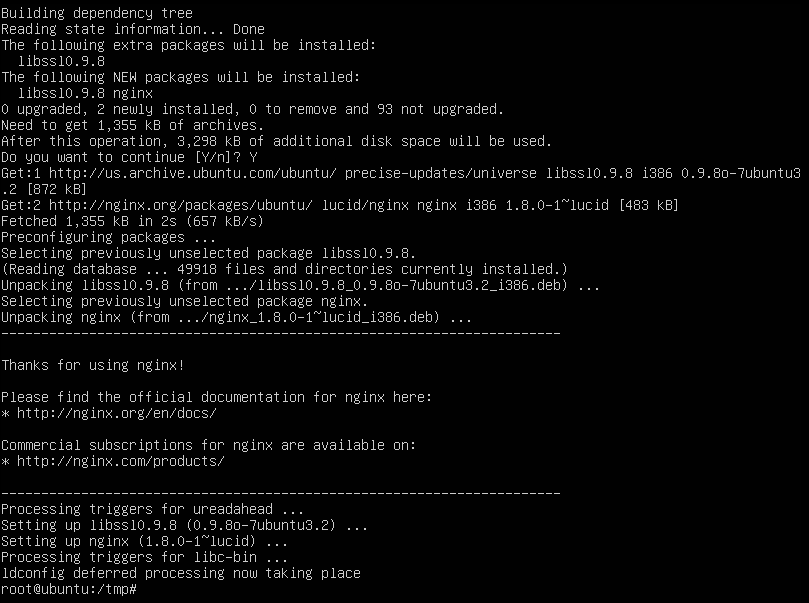 Building dependency tree
Reading state information... Done
The following extra packages will be installed:
  libssl0.9.8
The following NEW packages will be installed:
  libssl0.9.8 nginx
0 upgraded, 2 newly installed, 0 to remove and 93 not upgraded.
Need to get 1,355 kB of archives.
After this operation, 3,298 kB of additional disk space will be used.
Do you want to continue [Y/n]? Y
Get:1 http://us.archive.ubuntu.com/ubuntu/ precise-updates/universe libssl0.9.8 i386 0.9.8o-7ubuntu3
.2 [872 kB]
Get:2 http://nginx.org/packages/ubuntu/ lucid/nginx nginx i386 1.8.0-1~lucid [483 kB]
Fetched 1,355 kB in 2s (657 kB/s)
Preconfiguring packages ...
Selecting previously unselected package libssl0.9.8.
(Reading database ... 49918 files and directories currently installed.)
Unpacking libssl0.9.8 (from .../libssl0.9.8_0.9.8o-7ubuntu3.2_i386.deb) ...
Selecting previously unselected package nginx.
Unpacking nginx (from .../nginx_1.8.0-1~lucid_i386.deb) ...
----------------------------------------------------------------------

Thanks for using nginx!

Please find the official documentation for nginx here:
* http://nginx.org/en/docs/

Commercial subscriptions for nginx are available on:
* http://nginx.com/products/

----------------------------------------------------------------------
Processing triggers for ureadahead ...
Setting up libssl0.9.8 (0.9.8o-7ubuntu3.2) ...
Setting up nginx (1.8.0-1~lucid) ...
Processing triggers for libc-bin ...
ldconfig deferred processing now taking place
root@ubuntu:/tmp#